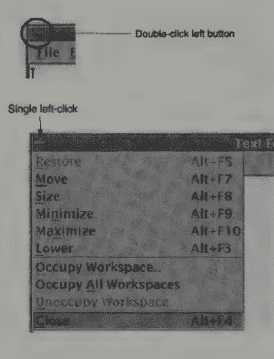 Double-click left button
File
Single left-click
Text E
Restore Alt+F5
Move Alt+F7
Size Alt+F8
Minimize Alt+F9
Maximize Alt+F10
Lower Alt+F3
Occupy Workspace...
Occupy All Workspaces
Unoccupy Workspace
Close Alt+F4